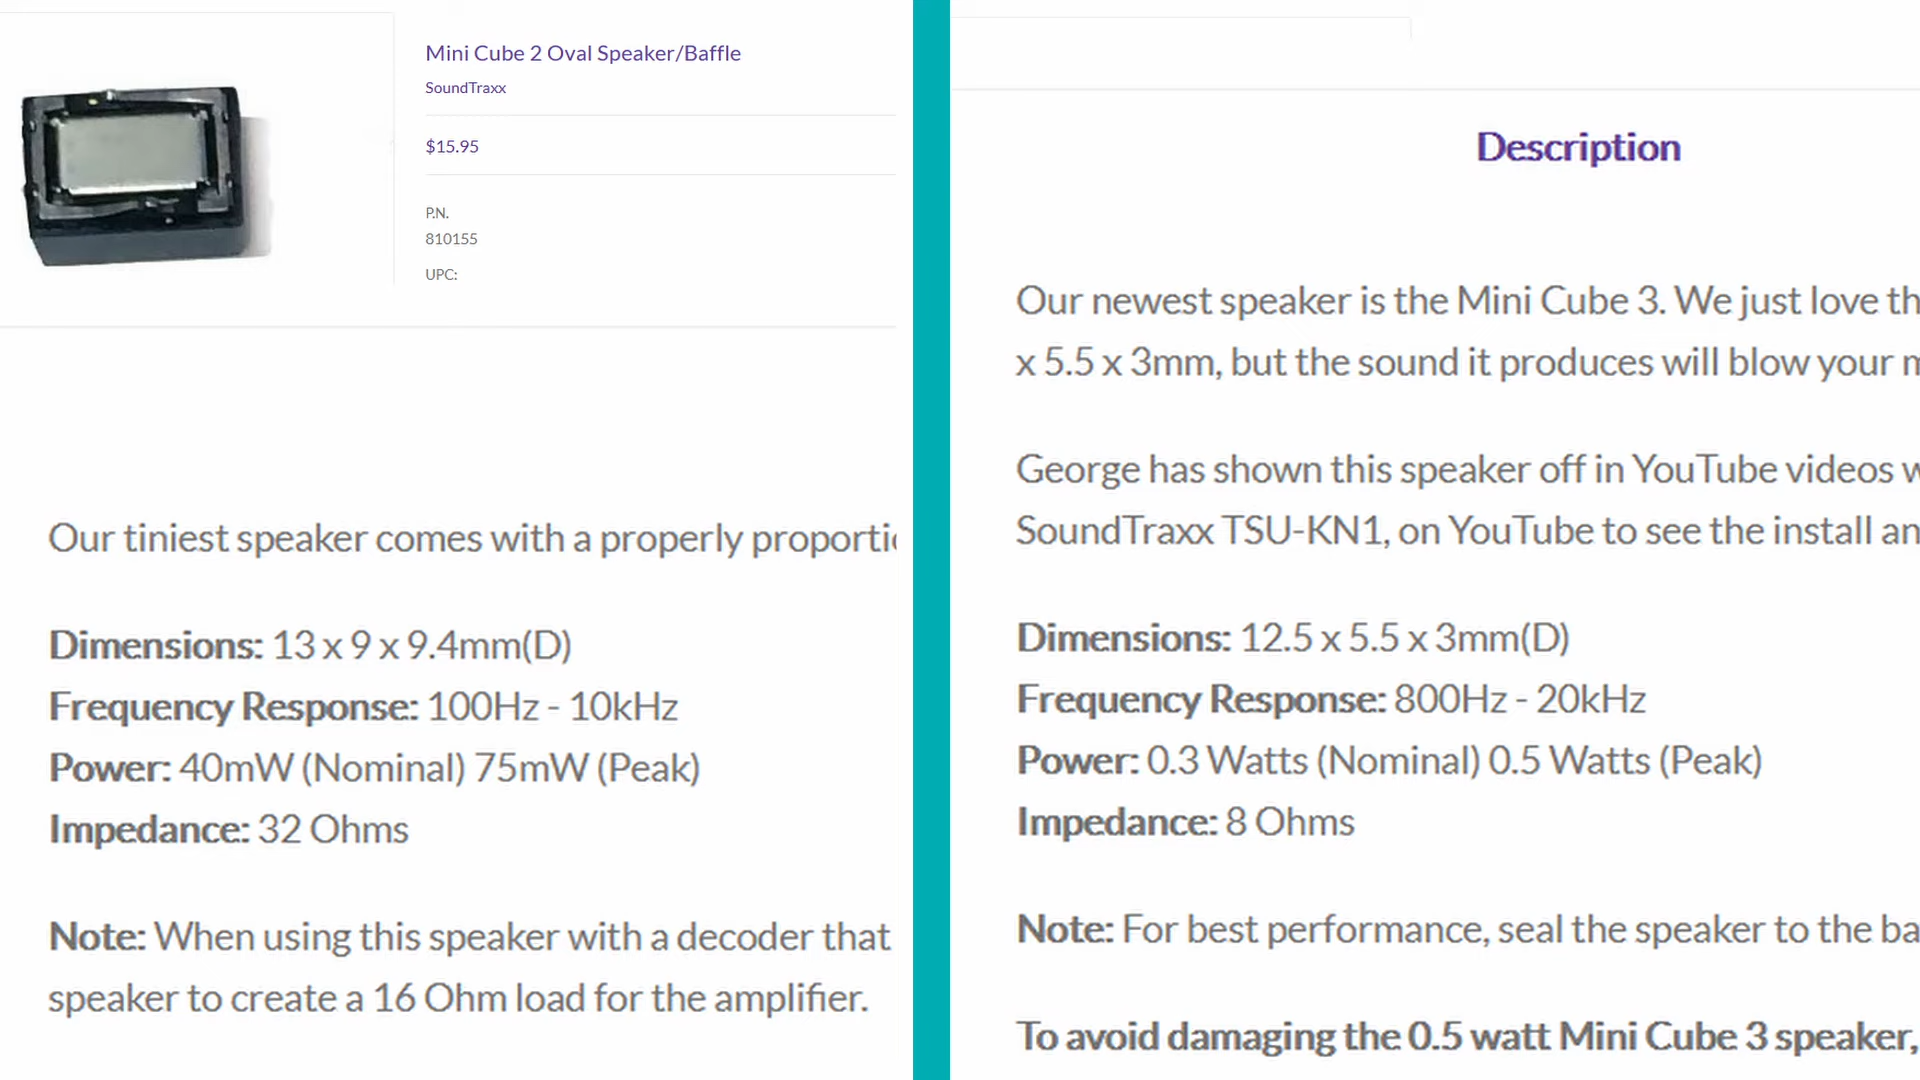 Mini Cube 2 Oval Speaker/Baffle
SoundTraxx
$15.95
P.N.
810155
UPC:
Our tiniest speaker comes with a properly
Dimensions: 13 x 9 x 9.4mm(D)
Frequency Response: 100Hz - 10kHz
Power: 40mW (Nominal) 75mW (Peak)
Impedance: 32 Ohms
Note: When using this speaker with a decoder that
speaker to create a 16 Ohm load for the amplifier.
Description
Our newest speaker is the Mini Cube 3. We just love
x 5.5 x 3mm, but the sound it produces will blow your
George has shown this speaker off in YouTube videos
SoundTraxx TSU-KN1, on YouTube to see the install
Dimensions: 12.5 x 5.5 x 3mm(D)
Frequency Response: 800Hz - 20kHz
Power: 0.3 Watts (Nominal) 0.5 Watts (Peak)
Impedance: 8 Ohms
Note: For best performance, seal the speaker to the
To avoid damaging the 0.5 watt Mini Cube 3 speaker,